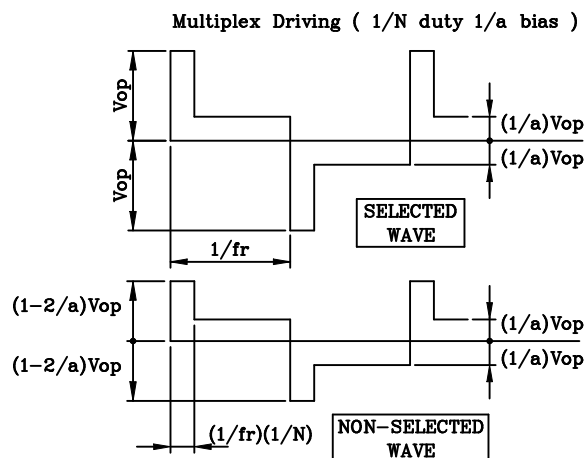 Multiplex Driving ( 1/N duty 1/a bias )
Vop
(1/a)Vop
Vop
(1/a)Vop
SELECTED
WAVE
1/fr
(1-2/a)Vop
(1/a)Vop
(1-2/a)Vop
(1/a)Vop
(1/fr)(1/N)
NON-SELECTED
WAVE